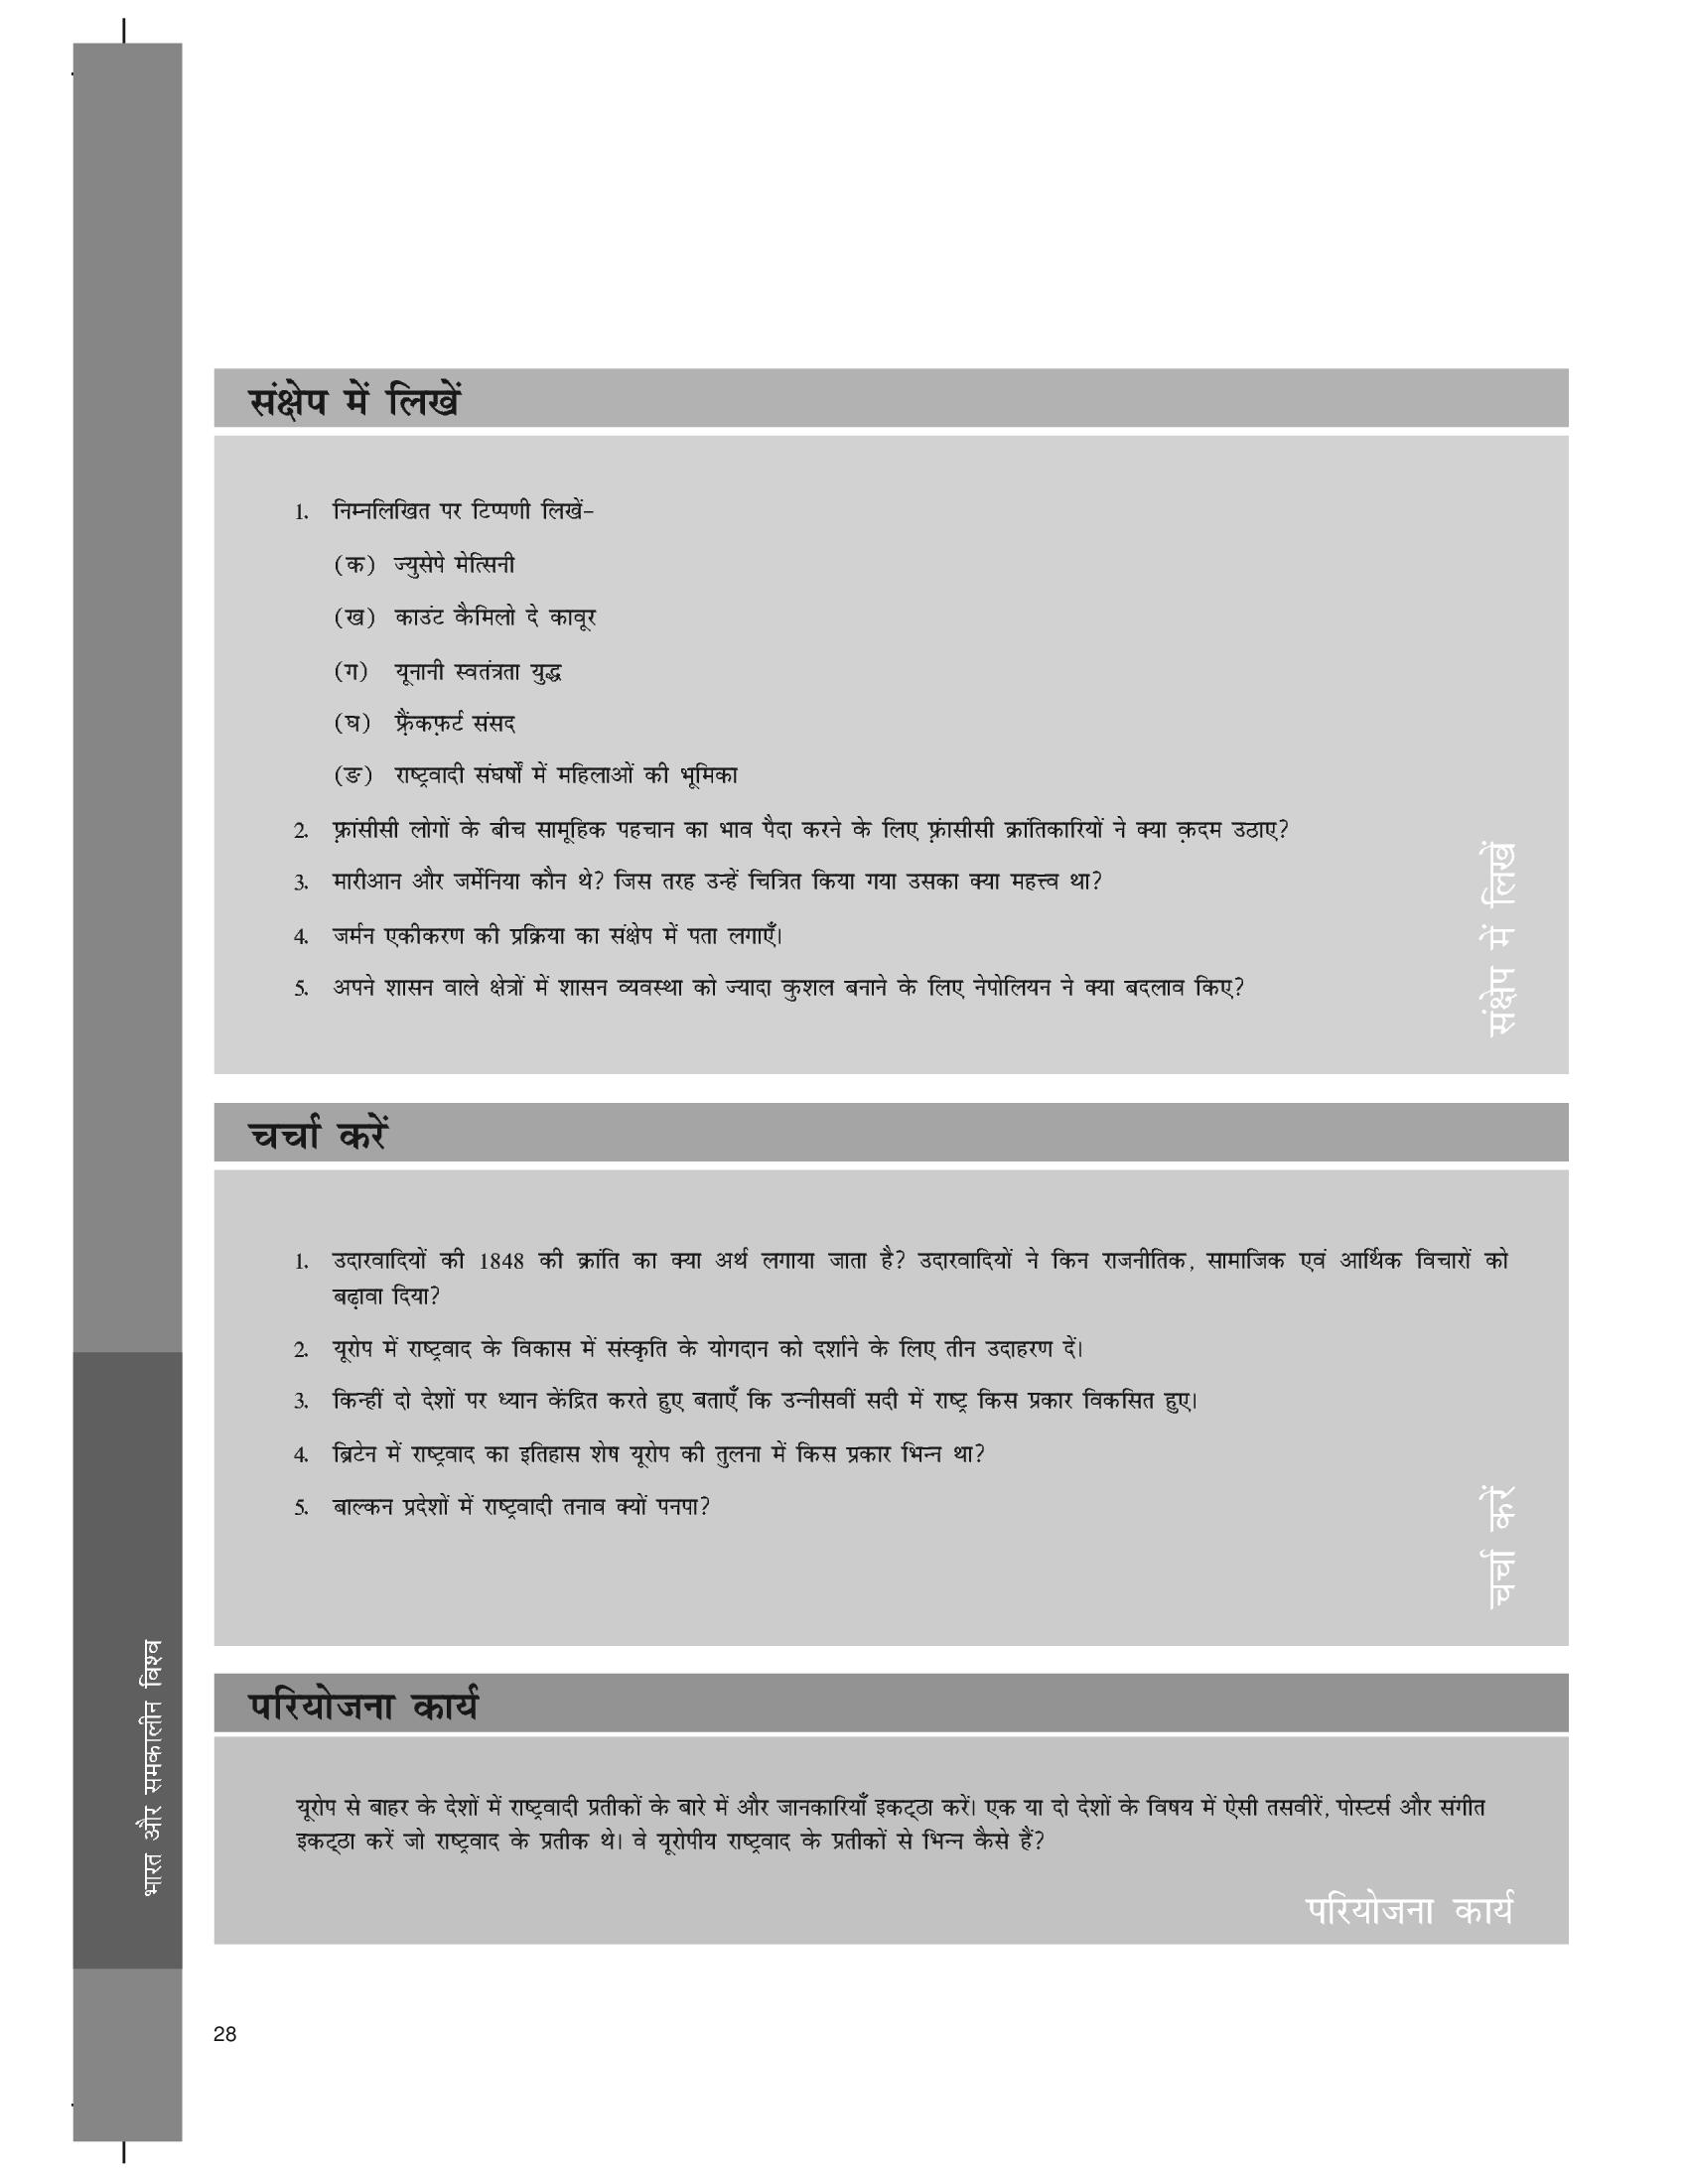 संक्षेप में लिखें
1. निम्नलिखित पर टिप्पणी लिखें–
(क) ज्युसेपे मेत्सिनी
(ख) काउंट कैमिलो दे कावूर
(ग) यूनानी स्वतंत्रता युद्ध
(घ) फ़्रैंकफ़र्ट संसद
(ङ) राष्ट्रवादी संघर्षों में महिलाओं की भूमिका
2. फ़्रांसीसी लोगों के बीच सामूहिक पहचान का भाव पैदा करने के लिए फ़्रांसीसी क्रांतिकारियों ने क्या क़दम उठाए?
3. मारीआन और जर्मेनिया कौन थे? जिस तरह उन्हें चित्रित किया गया उसका क्या महत्त्व था?
4. जर्मन एकीकरण की प्रक्रिया का संक्षेप में पता लगाएँ।
5. अपने शासन वाले क्षेत्रों में शासन व्यवस्था को ज्यादा कुशल बनाने के लिए नेपोलियन ने क्या बदलाव किए?
संक्षेप में लिखें
चर्चा करें
1. उदारवादियों की 1848 की क्रांति का क्या अर्थ लगाया जाता है? उदारवादियों ने किन राजनीतिक, सामाजिक एवं आर्थिक विचारों को
बढ़ावा दिया?
2. यूरोप में राष्ट्रवाद के विकास में संस्कृति के योगदान को दर्शाने के लिए तीन उदाहरण दें।
3. किन्हीं दो देशों पर ध्यान केंद्रित करते हुए बताएँ कि उन्नीसवीं सदी में राष्ट्र किस प्रकार विकसित हुए।
4. ब्रिटेन में राष्ट्रवाद का इतिहास शेष यूरोप की तुलना में किस प्रकार भिन्न था?
5. बाल्कन प्रदेशों में राष्ट्रवादी तनाव क्यों पनपा?
चर्चा करें
परियोजना कार्य
यूरोप से बाहर के देशों में राष्ट्रवादी प्रतीकों के बारे में और जानकारियाँ इकट्ठा करें। एक या दो देशों के विषय में ऐसी तसवीरें, पोस्टर्स और संगीत
इकट्ठा करें जो राष्ट्रवाद के प्रतीक थे। वे यूरोपीय राष्ट्रवाद के प्रतीकों से भिन्न कैसे हैं?
परियोजना कार्य
भारत और समकालीन विश्व
28